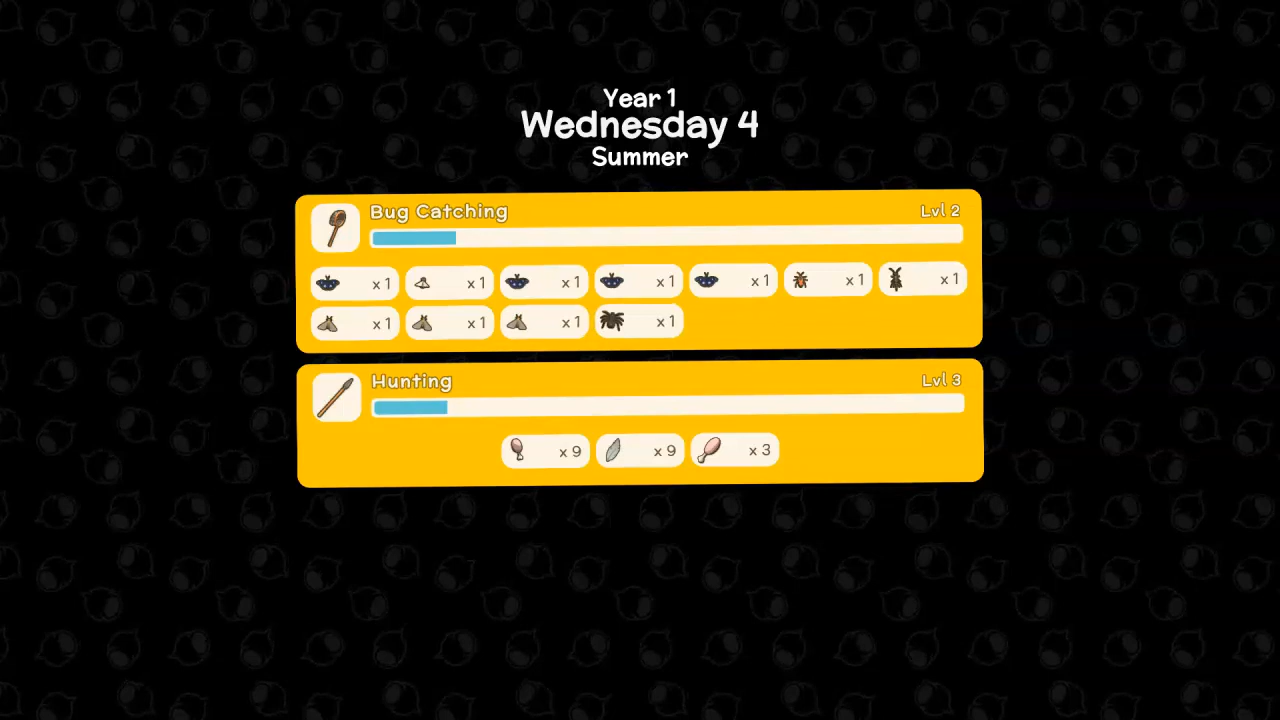 Year 1
Wednesday 4
Summer
Bug Catching Lvl 2
x 1 x 1 x 1 x 1 x 1 x 1 x 1
x 1 x 1 x 1 x 1
Hunting Lvl 3
x 9 x 9 x 3